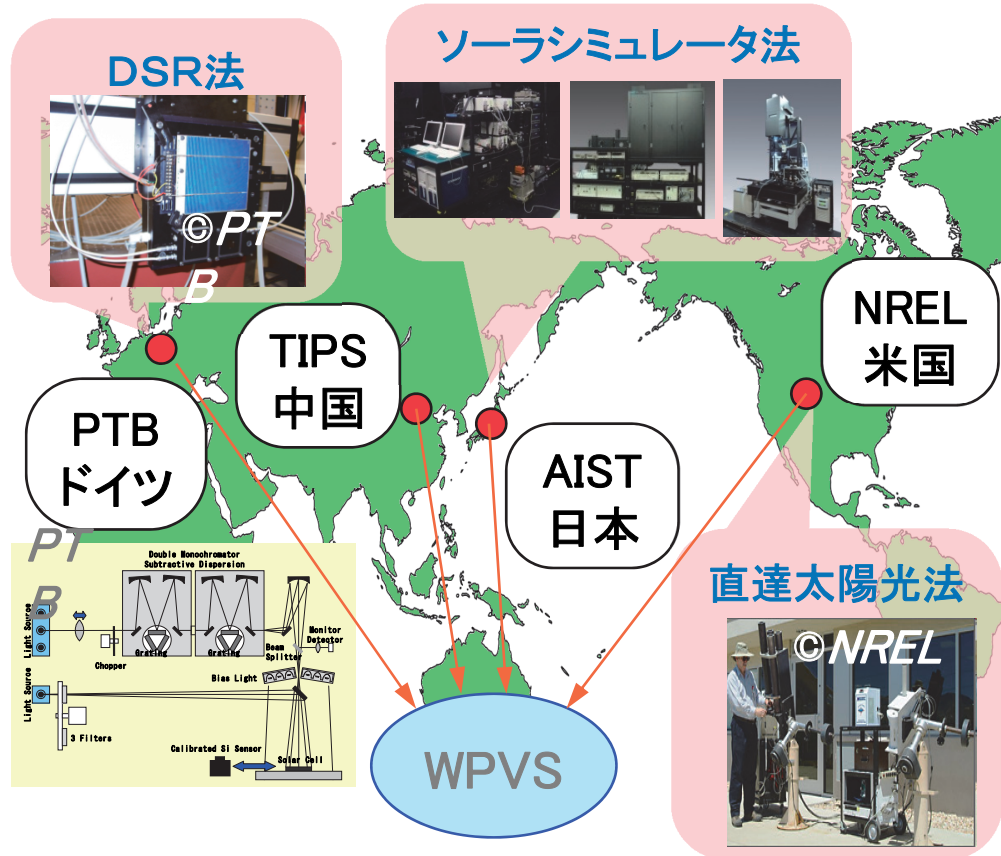 DSR法
©PT
B
ソーラシミュレータ法
TIPS
中国
NREL
米国
PTB
ドイツ
AIST
日本
PT
B
Double Monochromator
Subtractive Dispersion
Light Source
Chopper
Grating
Grating
Beam
Splitter
Monitor
Detector
Bias Light
Light Source
3 Filters
Calibrated Si Sensor
Solar Cell
WPVS
直達太陽光法
©NREL